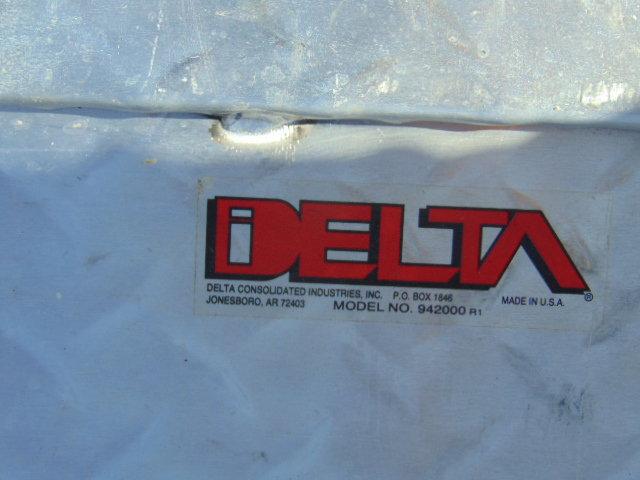 DELTA
DELTA CONSOLIDATED INDUSTRIES, INC. P.O. BOX 1846
JONESBORO, AR 72403 MODEL NO. 942000 R1
MADE IN U.S.A. ®